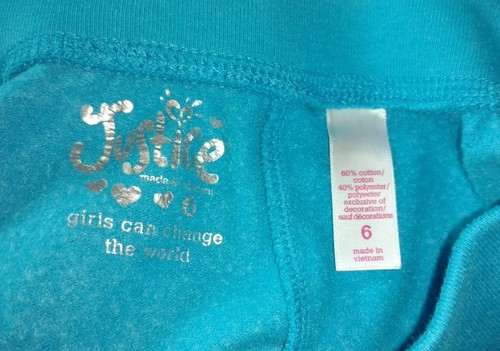 Justice
made
6
girls can change
the world
60% cotton/
coton
40% polyester/
polyester
exclusive of
decoration/
sauf décorations
6
made in
vietnam